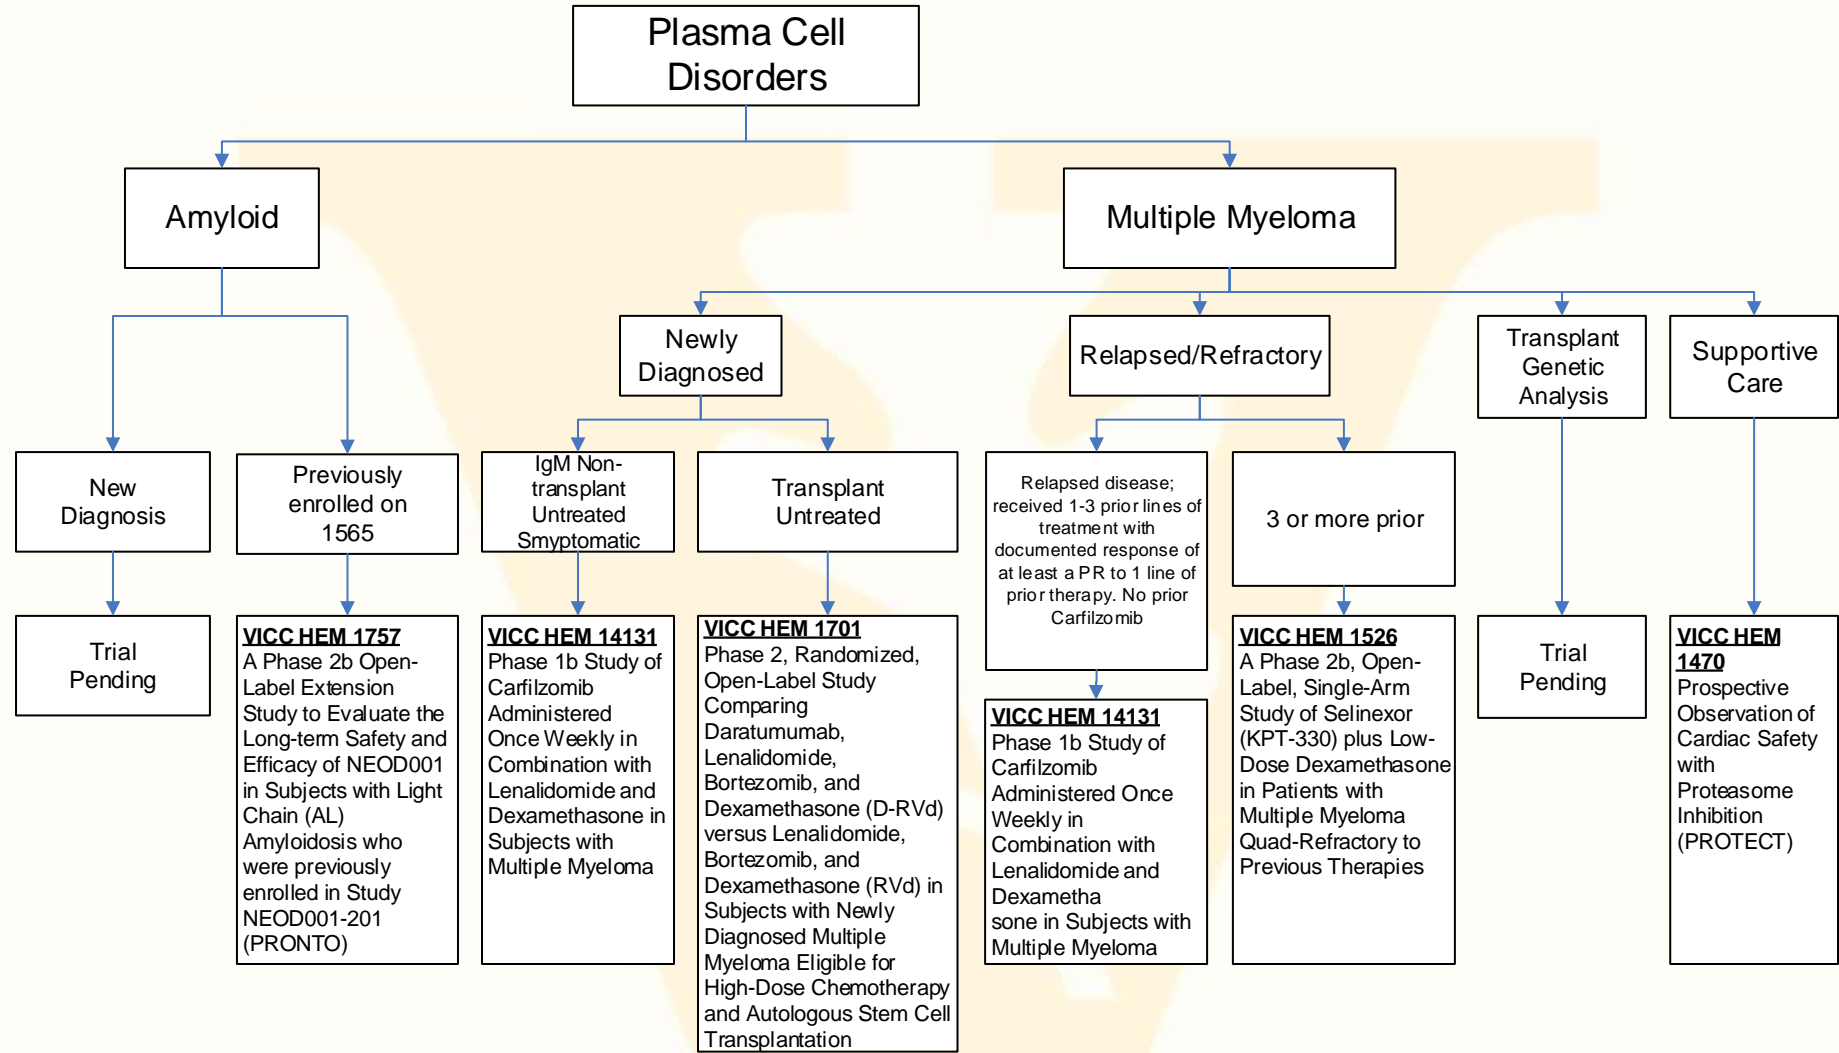 Plasma Cell
Disorders
Amyloid
Multiple Myeloma
Newly
Diagnosed
Relapsed/Refractory
Transplant
Genetic
Analysis
Supportive
Care
New
Diagnosis
Previously
enrolled on
1565
IgM Non-
transplant
Untreated
Smyptomatic
Transplant
Untreated
Relapsed disease;
received 1-3 prior lines of
treatment with
documented response of
at least a PR to 1 line of
prior therapy. No prior
Carfilzomib
3 or more prior
Trial
Pending
VICC HEM 1757
A Phase 2b Open-
Label Extension
Study to Evaluate the
Long-term Safety and
Efficacy of NEOD001
in Subjects with Light
Chain (AL)
Amyloidosis who
were previously
enrolled in Study
NEOD001-201
(PRONTO)
VICC HEM 14131
Phase 1b Study of
Carfilzomib
Administered
Once Weekly in
Combination with
Lenalidomide and
Dexamethasone in
Subjects with
Multiple Myeloma
VICC HEM 1701
Phase 2, Randomized,
Open-Label Study
Comparing
Daratumumab,
Lenalidomide,
Bortezomib, and
Dexamethasone (D-RVd)
versus Lenalidomide,
Bortezomib, and
Dexamethasone (RVd) in
Subjects with Newly
Diagnosed Multiple
Myeloma Eligible for
High-Dose Chemotherapy
and Autologous Stem Cell
Transplantation
VICC HEM 14131
Phase 1b Study of
Carfilzomib
Administered Once
Weekly in
Combination with
Lenalidomide and
Dexametha
sone in Subjects with
Multiple Myeloma
VICC HEM 1526
A Phase 2b, Open-
Label, Single-Arm
Study of Selinexor
(KPT-330) plus Low-
Dose Dexamethasone
in Patients with
Multiple Myeloma
Quad-Refractory to
Previous Therapies
Trial
Pending
VICC HEM
1470
Prospective
Observation of
Cardiac Safety
with
Proteasome
Inhibition
(PROTECT)